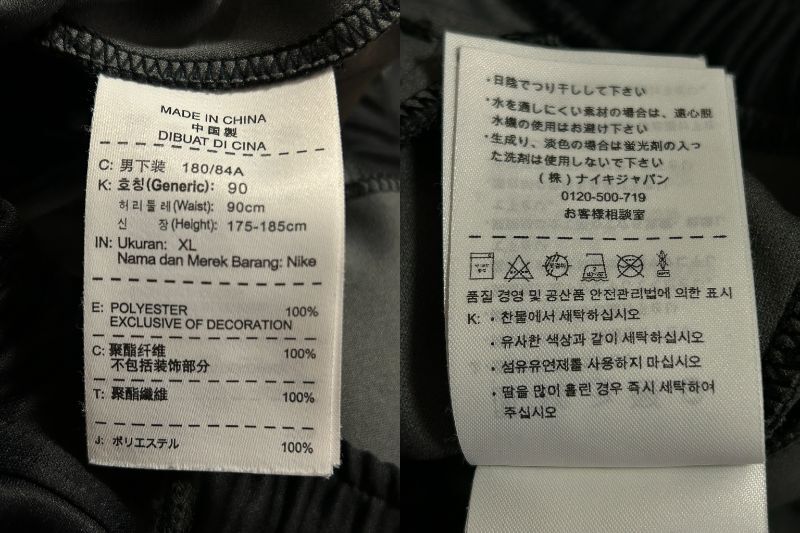 MADE IN CHINA
中国製
DIBUAT DI CINA
C: 男下装 180/84A
K: 호칭(Generic): 90
허리둘레(Waist): 90cm
신 장(Height): 175-185cm
IN: Ukuran: XL
Nama dan Merek Barang: Nike
E: POLYESTER 100%
EXCLUSIVE OF DECORATION
C: 聚酯纤维 100%
不包括装饰部分
T: 聚酯纖維 100%
J: ポリエステル 100%
・日陰でつり干しして下さい
・水を通しにくい素材の場合は、遠心脱
水機の使用はお避け下さい
・生成り、淡色の場合は蛍光剤の入っ
た洗剤は使用しないで下さい
(株)ナイキジャパン
0120-500-719
お客様相談室
품질 경영 및 공산품 안전관리법에 의한 표시
K: • 찬물에서 세탁하십시오
• 유사한 색상과 같이 세탁하십시오
• 섬유유연제를 사용하지 마십시오
• 땀을 많이 흘린 경우 즉시 세탁하여
주십시오